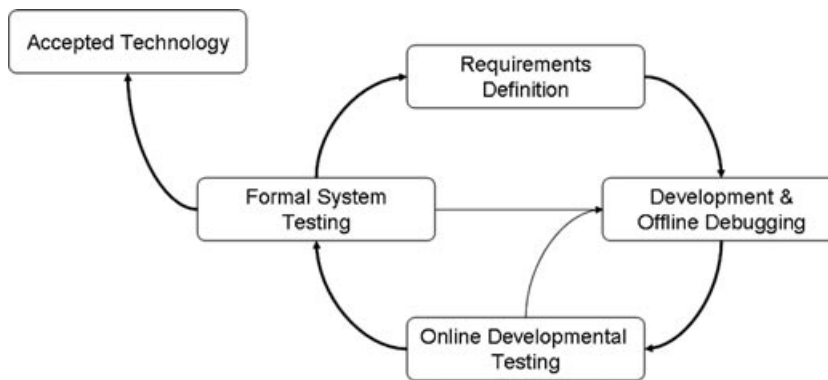 Accepted Technology
Requirements
Definition
Formal System
Testing
Development &
Offline Debugging
Online Developmental
Testing